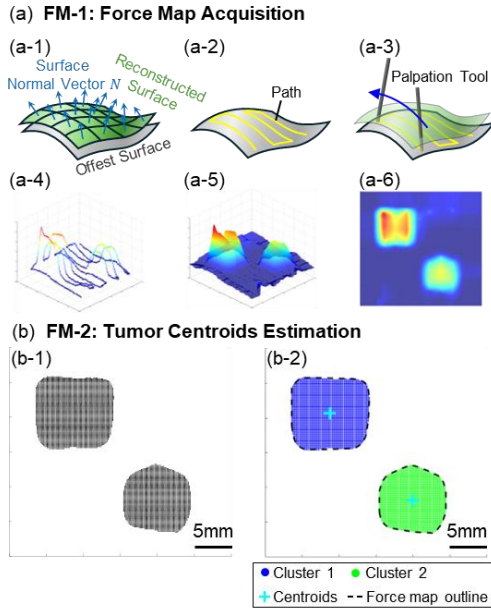 (a) FM-1: Force Map Acquisition
(a-1)
(a-2)
(a-3)
Surface
Normal Vector N
Reconstructed
Surface
Offest Surface
Path
Palpation Tool
(a-4)
(a-5)
(a-6)
(b) FM-2: Tumor Centroids Estimation
(b-1)
(b-2)
5mm
5mm
Cluster 1
Cluster 2
Centroids
Force map outline